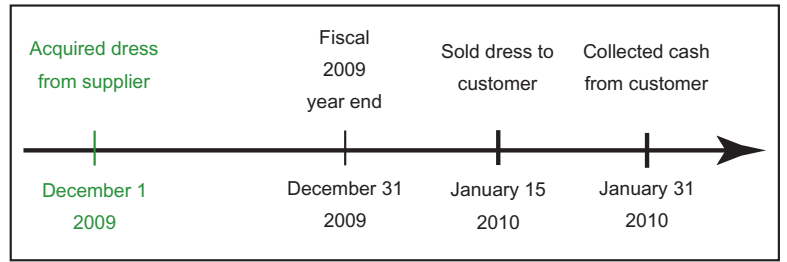 Acquired dress
from supplier
Fiscal
2009
year end
Sold dress to
customer
Collected cash
from customer
December 1
2009
December 31
2009
January 15
2010
January 31
2010